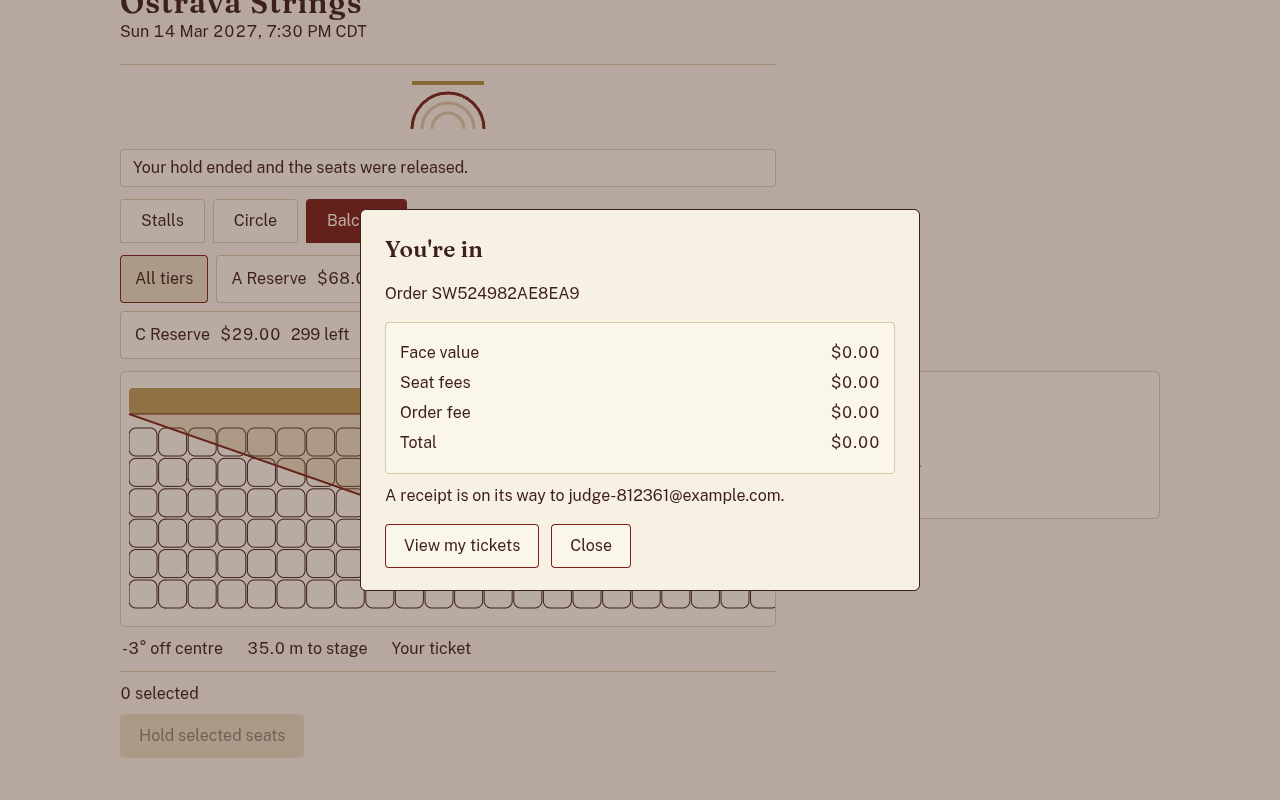 Ostrava Strings
Sun 14 Mar 2027, 7:30 PM CDT
Your hold ended and the seats were released.
Stalls
Circle
All tiers
A Reserve
C Reserve $29.00 299 left
You're in
Order SW524982AE8EA9
Face value $0.00
Seat fees $0.00
Order fee $0.00
Total $0.00
A receipt is on its way to judge-812361@example.com.
View my tickets
Close
-3° off centre 35.0 m to stage Your ticket
0 selected
Hold selected seats